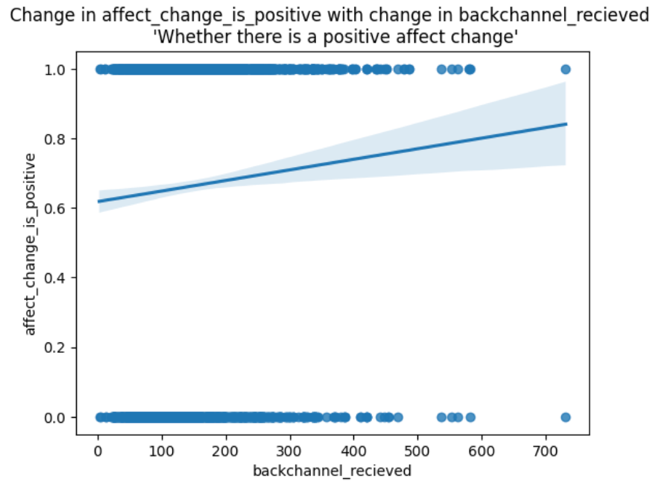 Change in affect_change_is_positive with change in backchannel_recieved
'Whether there is a positive affect change'
1.0
0.8
0.6
0.4
0.2
0.0
affect_change_is_positive
0 100 200 300 400 500 600 700
backchannel_recieved